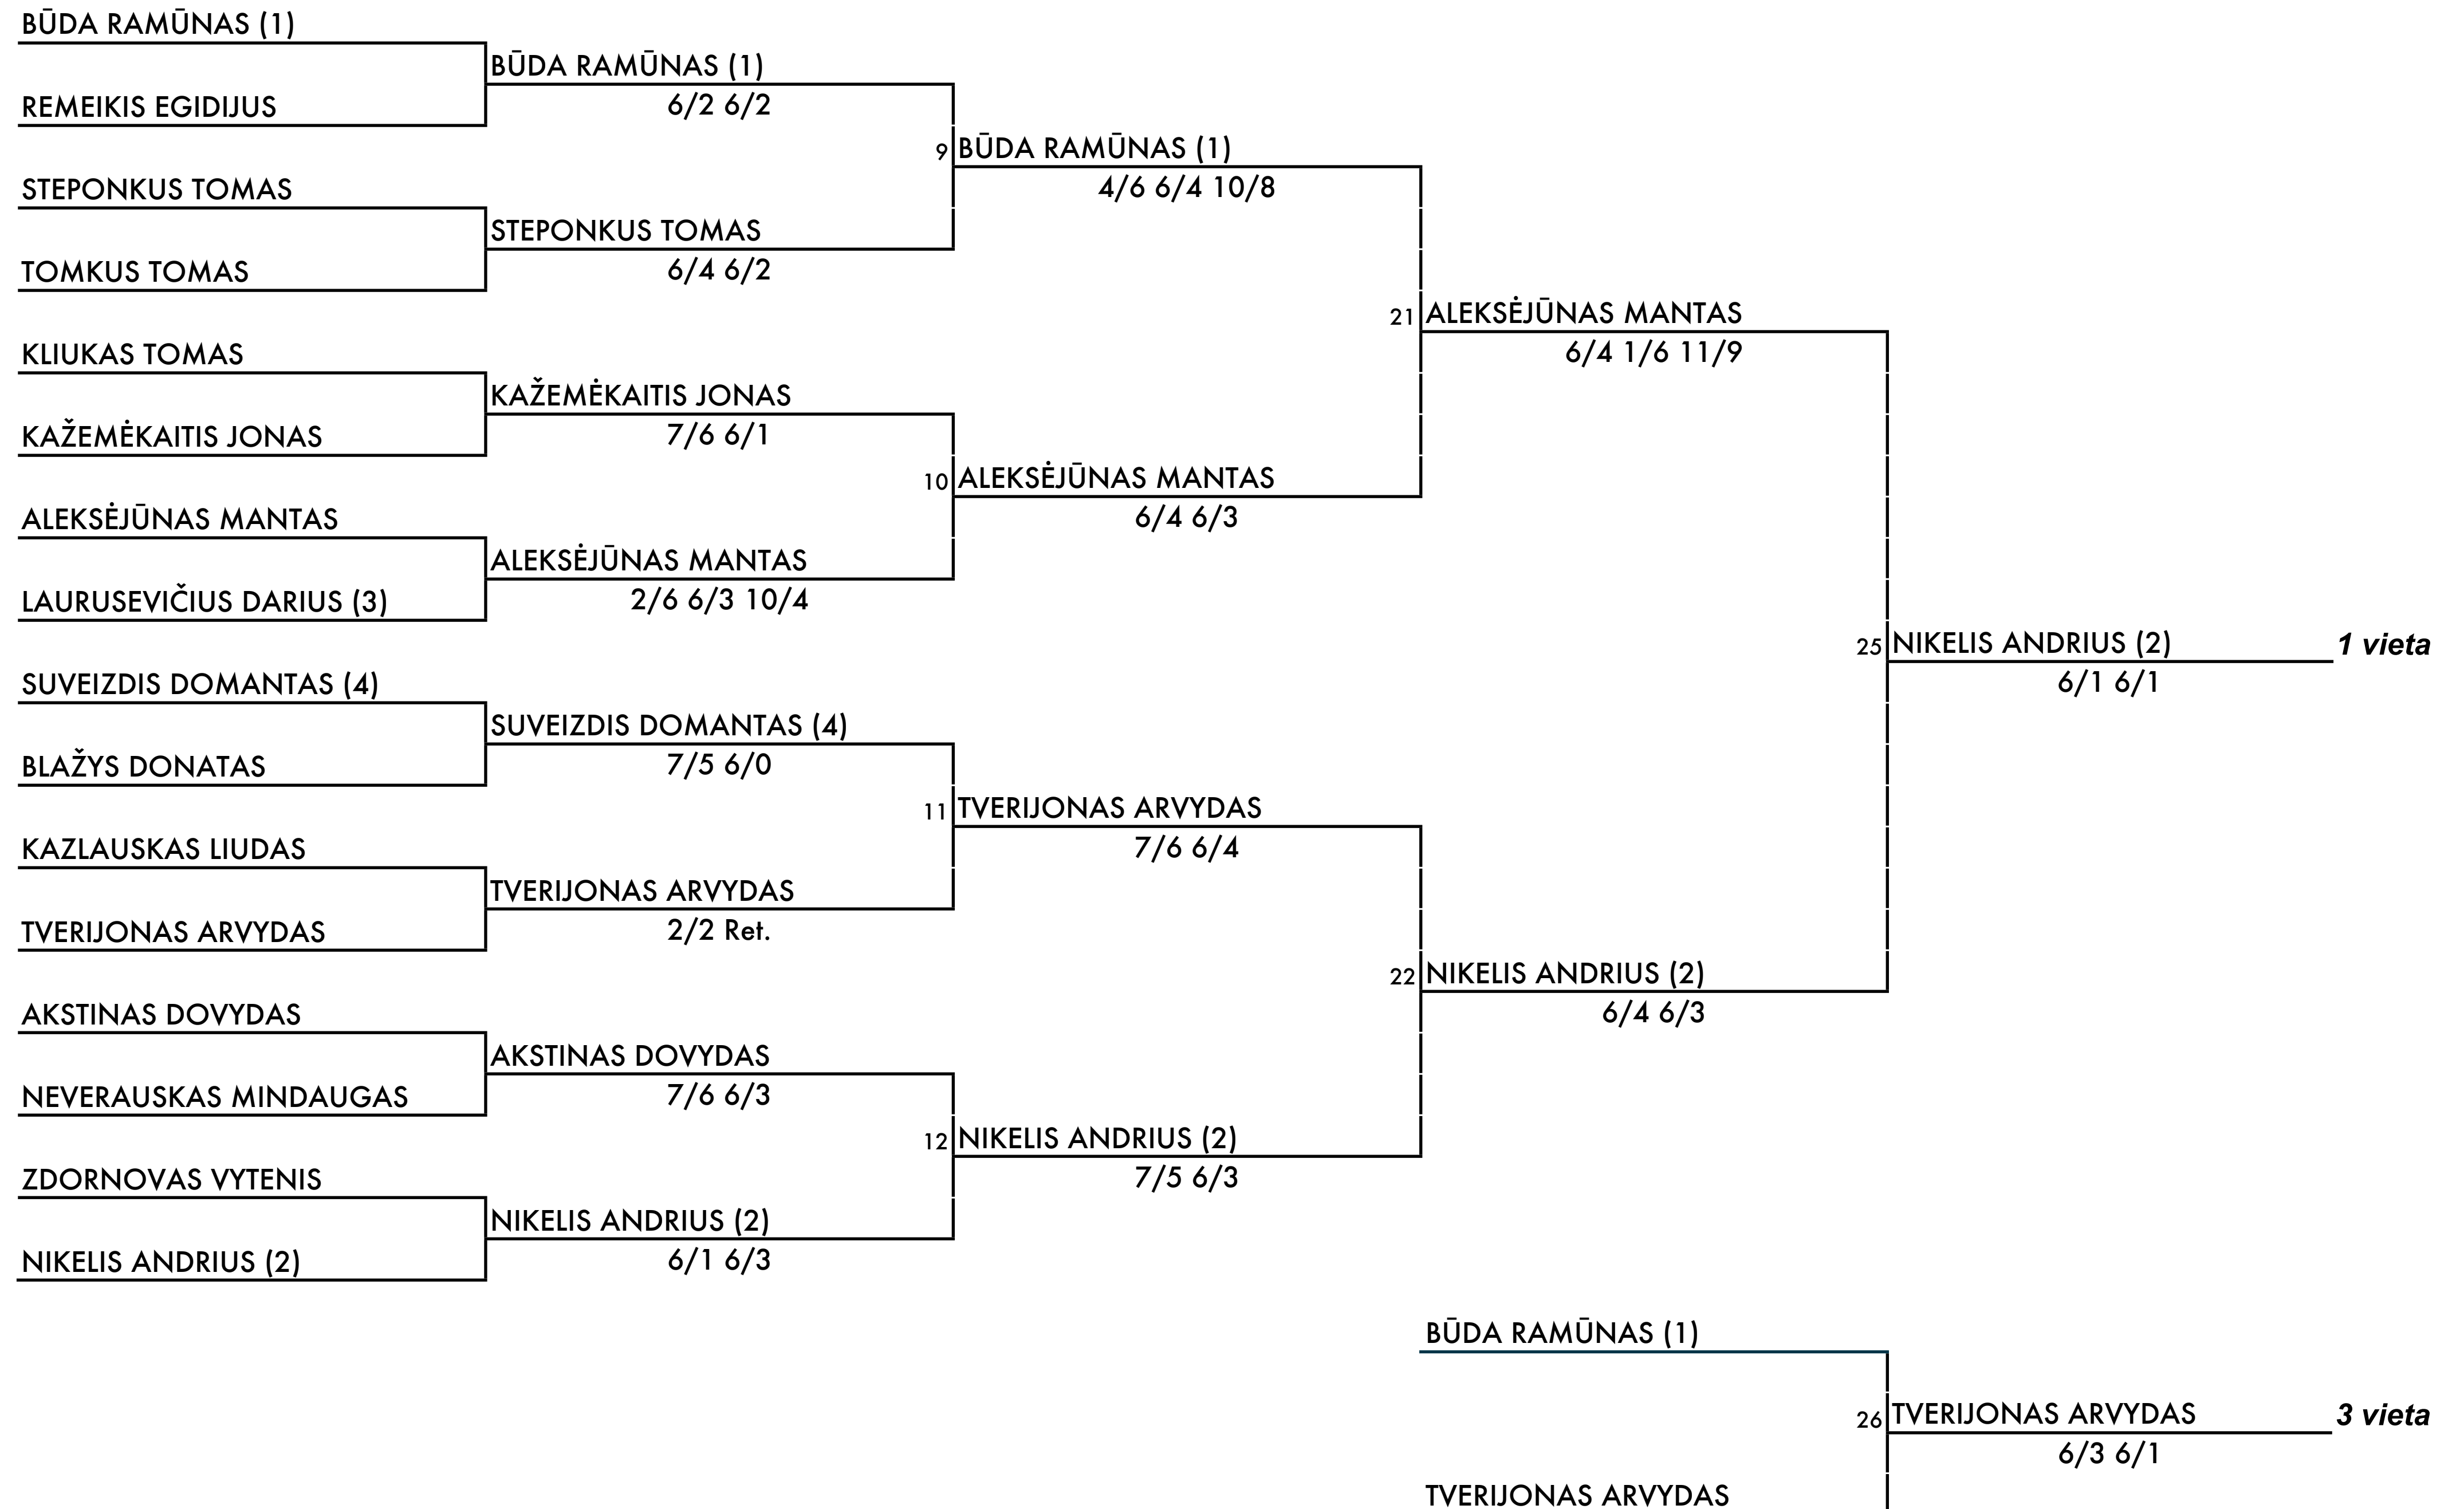 BŪDA RAMŪNAS (1)
BŪDA RAMŪNAS (1)
REMEIKIS EGIDIJUS
6/2 6/2
9 BŪDA RAMŪNAS (1)
STEPONKUS TOMAS
4/6 6/4 10/8
STEPONKUS TOMAS
TOMKUS TOMAS
6/4 6/2
21 ALEKSĖJŪNAS MANTAS
KLIUKAS TOMAS
6/4 1/6 11/9
KAŽEMĖKAITIS JONAS
KAŽEMĖKAITIS JONAS
7/6 6/1
10 ALEKSĖJŪNAS MANTAS
ALEKSĖJŪNAS MANTAS
6/4 6/3
ALEKSĖJŪNAS MANTAS
LAURUSEVIČIUS DARIUS (3)
2/6 6/3 10/4
25 NIKELIS ANDRIUS (2) 1 vieta
SUVEIZDIS DOMANTAS (4)
6/1 6/1
SUVEIZDIS DOMANTAS (4)
BLAŽYS DONATAS
7/5 6/0
11 TVERIJONAS ARVYDAS
KAZLAUSKAS LIUDAS
7/6 6/4
TVERIJONAS ARVYDAS
TVERIJONAS ARVYDAS
2/2 Ret.
22 NIKELIS ANDRIUS (2)
AKSTINAS DOVYDAS
6/4 6/3
AKSTINAS DOVYDAS
NEVERAUSKAS MINDAUGAS
7/6 6/3
12 NIKELIS ANDRIUS (2)
ZDORNOVAS VYTENIS
7/5 6/3
NIKELIS ANDRIUS (2)
NIKELIS ANDRIUS (2)
6/1 6/3
BŪDA RAMŪNAS (1)
26 TVERIJONAS ARVYDAS 3 vieta
6/3 6/1
TVERIJONAS ARVYDAS